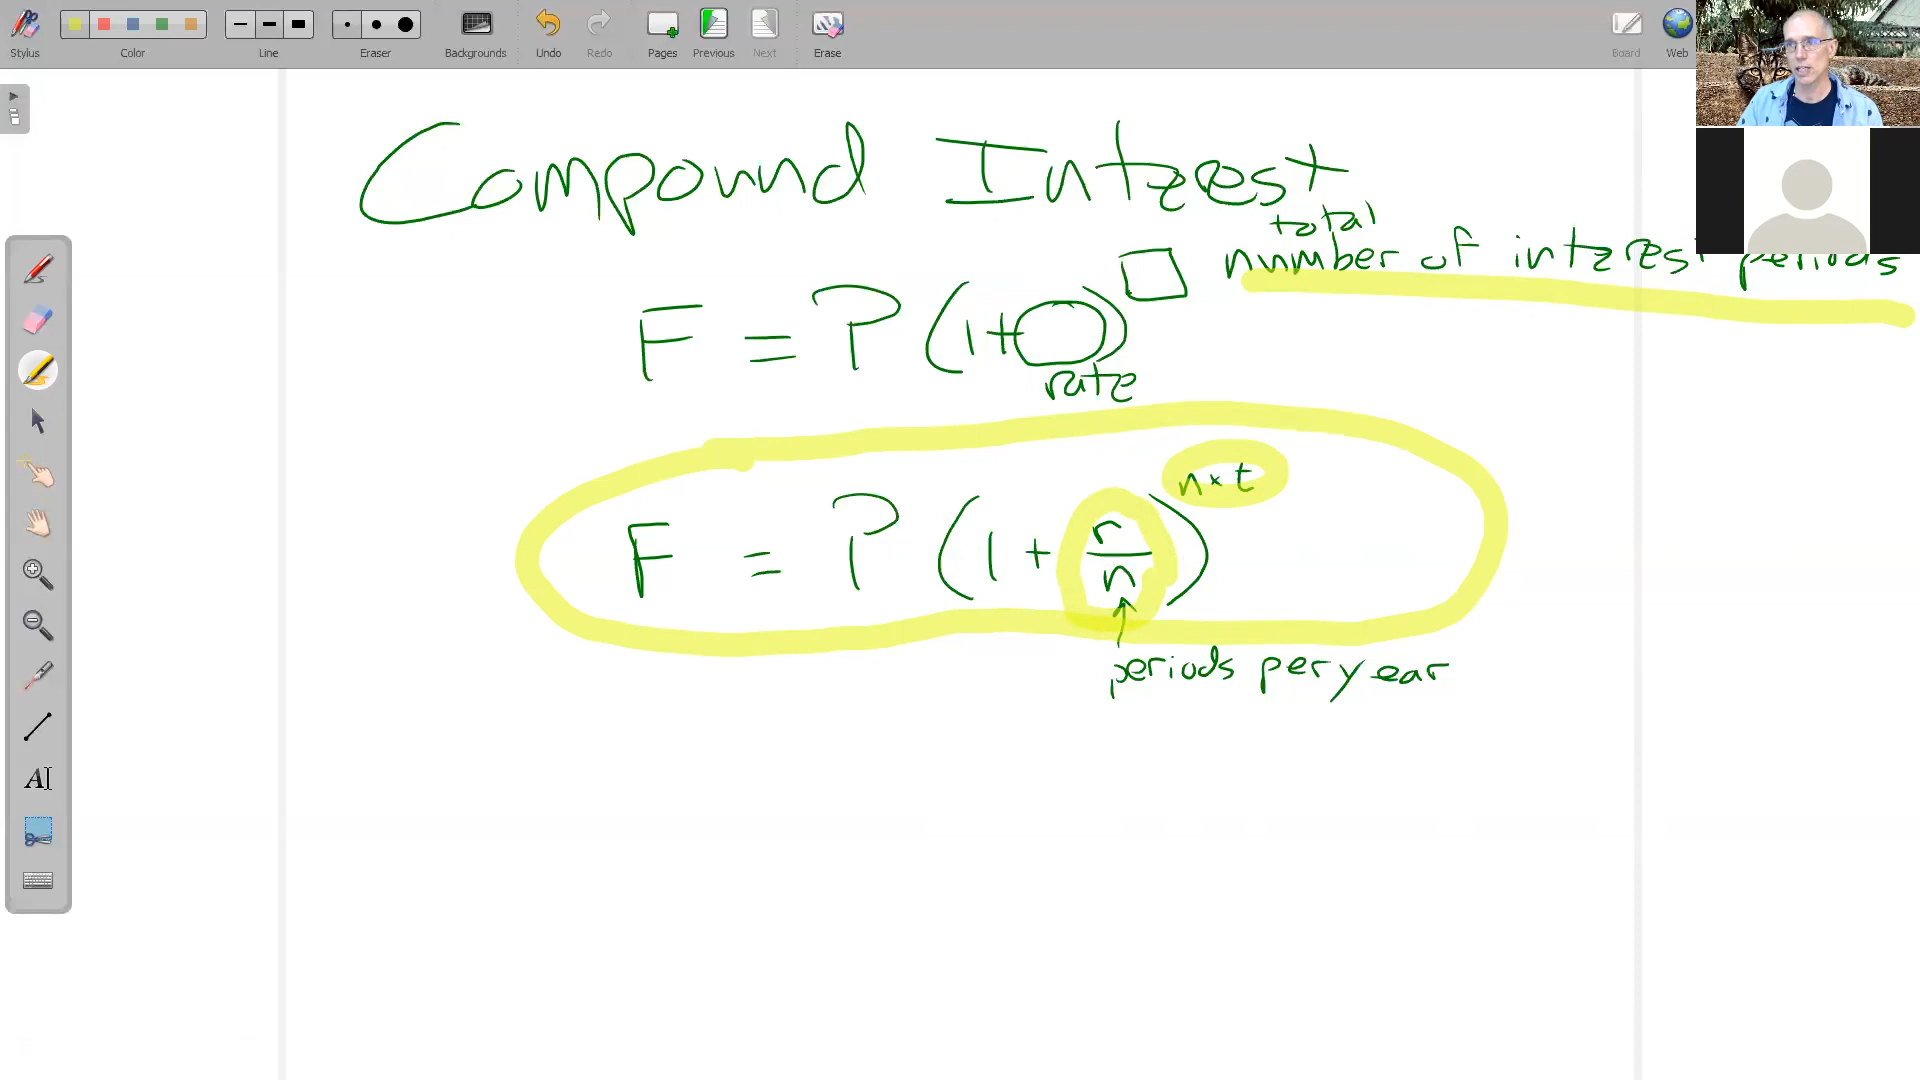 Stylus Color Line Eraser Backgrounds Undo Redo Pages Previous Next Erase Board Web
Compound Interest
total
number of interest periods
F = P (1+ )
rate
n × t
F = P (1 + r/n)
periods per year
AI